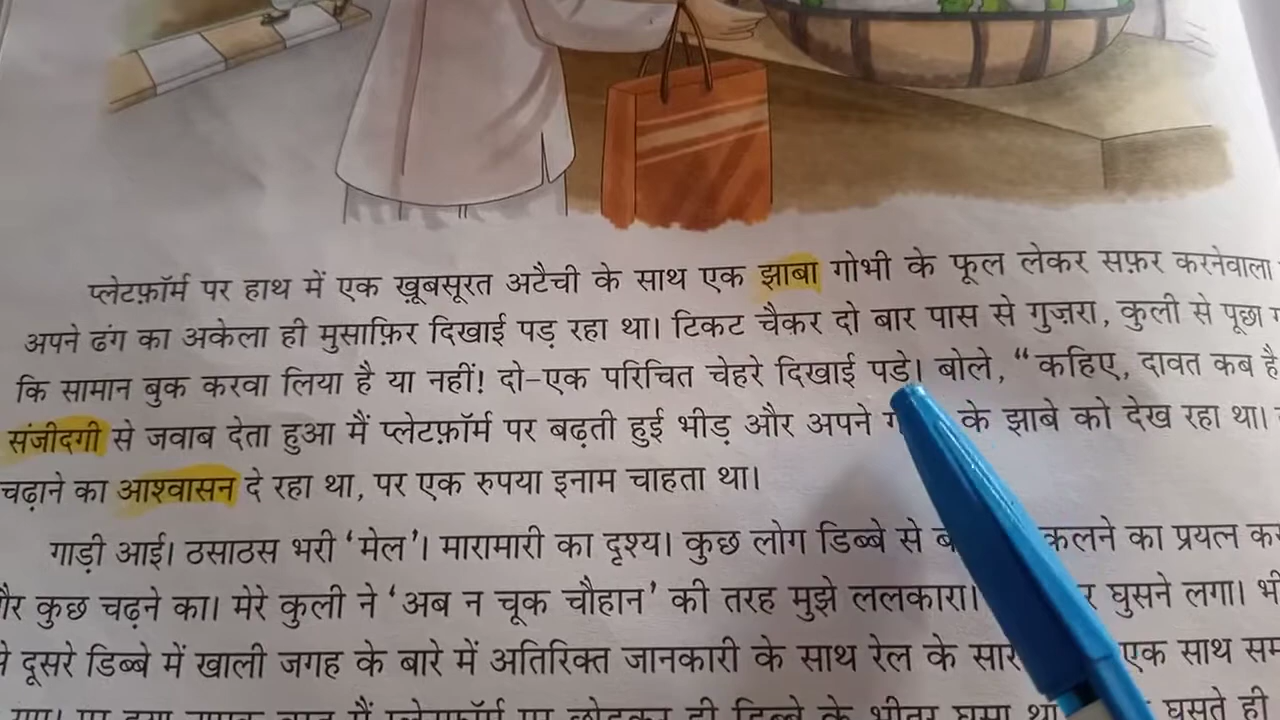 प्लेटफ़ॉर्म पर हाथ में एक ख़ूबसूरत अटैची के साथ एक झाबा गोभी के फूल लेकर सफ़र करनेवाला
अपने ढंग का अकेला ही मुसाफ़िर दिखाई पड़ रहा था। टिकट चैकर दो बार पास से गुज़रा, कुली से पूछा
कि सामान बुक करवा लिया है या नहीं! दो-एक परिचित चेहरे दिखाई पड़े। बोले, “कहिए, दावत कब है
संजीदगी से जवाब देता हुआ मैं प्लेटफ़ॉर्म पर बढ़ती हुई भीड़ और अपने के झाबे को देख रहा था।
चढ़ाने का आश्वासन दे रहा था, पर एक रुपया इनाम चाहता था।
गाड़ी आई। ठसाठस भरी ‘मेल’। मारामारी का दृश्य। कुछ लोग डिब्बे से का प्रयत्न
कुछ चढ़ने का। मेरे कुली ने ‘अब न चूक चौहान’ की तरह मुझे ललकारा। घुसने लगा।
दूसरे डिब्बे में खाली जगह के बारे में अतिरिक्त जानकारी के साथ रेल के एक साथ